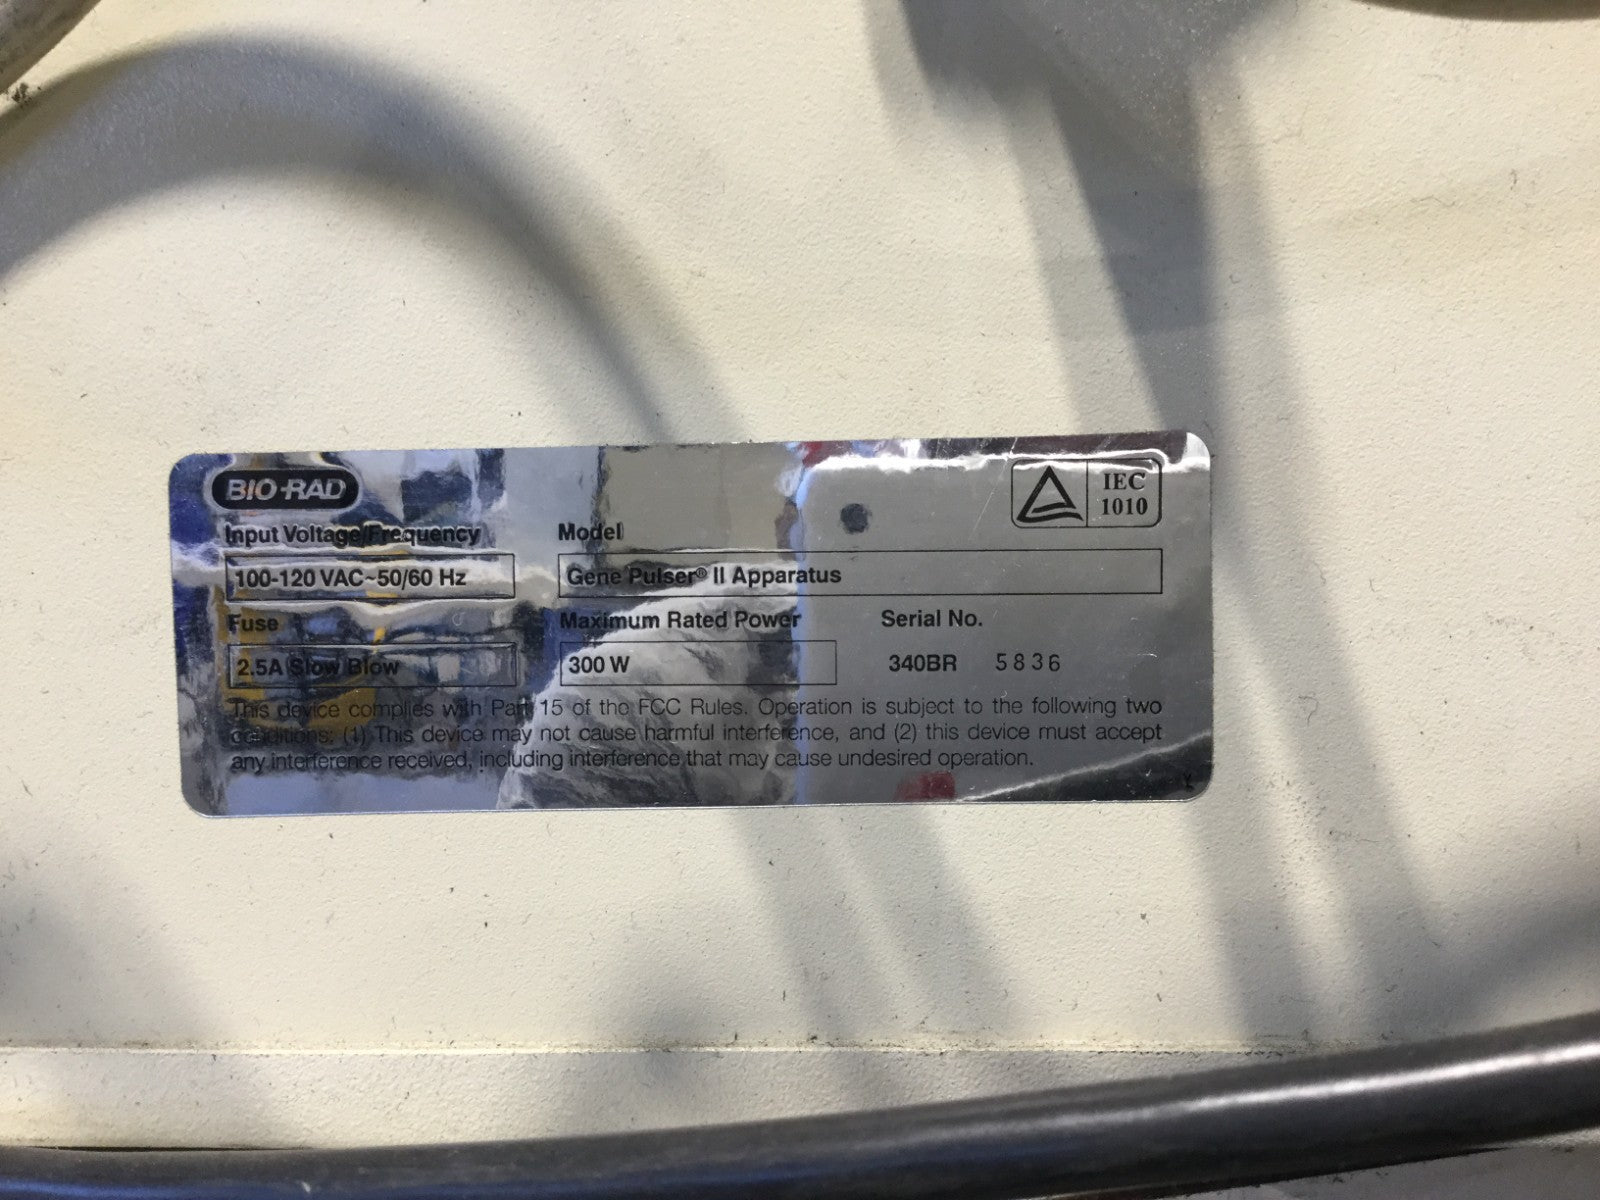 BIO-RAD
IEC
1010
Input Voltage/Frequency Model
100-120 VAC~50/60 Hz Gene Pulser® II Apparatus
Fuse Maximum Rated Power Serial No.
2.5A Slow Blow 300 W 340BR 5836
This device complies with Part 15 of the FCC Rules. Operation is subject to the following two
conditions: (1) This device may not cause harmful interference, and (2) this device must accept
any interference received, including interference that may cause undesired operation.